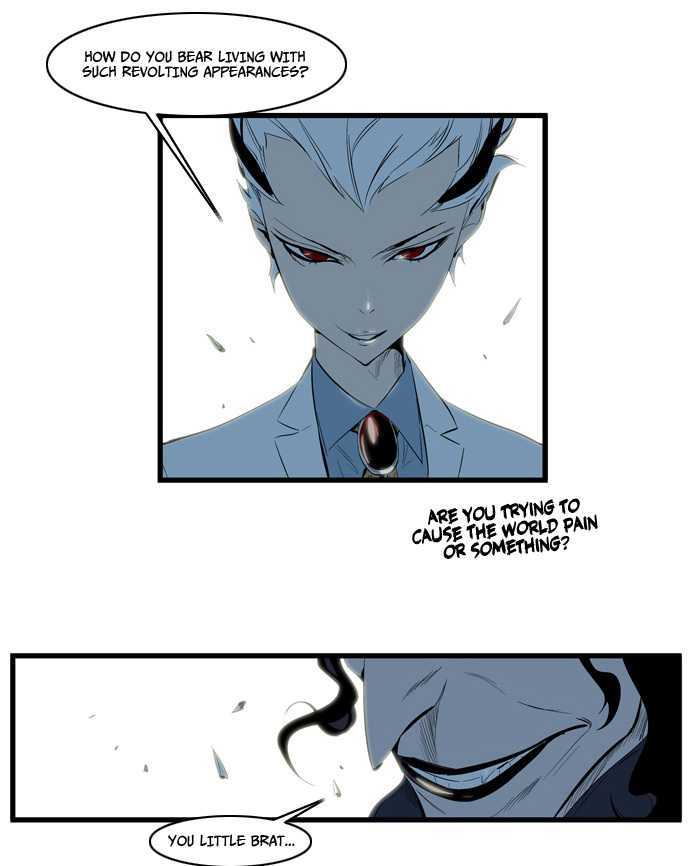 HOW DO YOU BEAR LIVING WITH
SUCH REVOLTING APPEARANCES?
ARE YOU TRYING TO
CAUSE THE WORLD PAIN
OR SOMETHING?
YOU LITTLE BRAT...